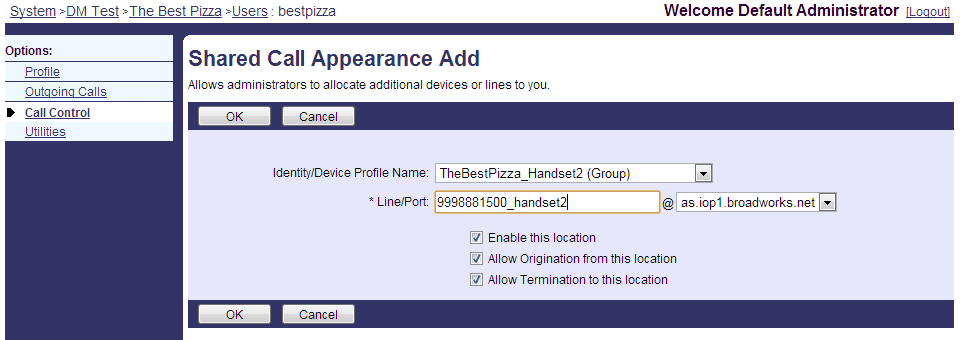 System >DM Test >The Best Pizza >Users : bestpizza
Welcome Default Administrator [Logout]
Options:
Profile
Outgoing Calls
Call Control
Utilities
Shared Call Appearance Add
Allows administrators to allocate additional devices or lines to you.
OK Cancel
Identity/Device Profile Name: TheBestPizza_Handset2 (Group)
* Line/Port: 9998881500_handset2 @ as.iop1.broadworks.net
Enable this location
Allow Origination from this location
Allow Termination to this location
OK Cancel